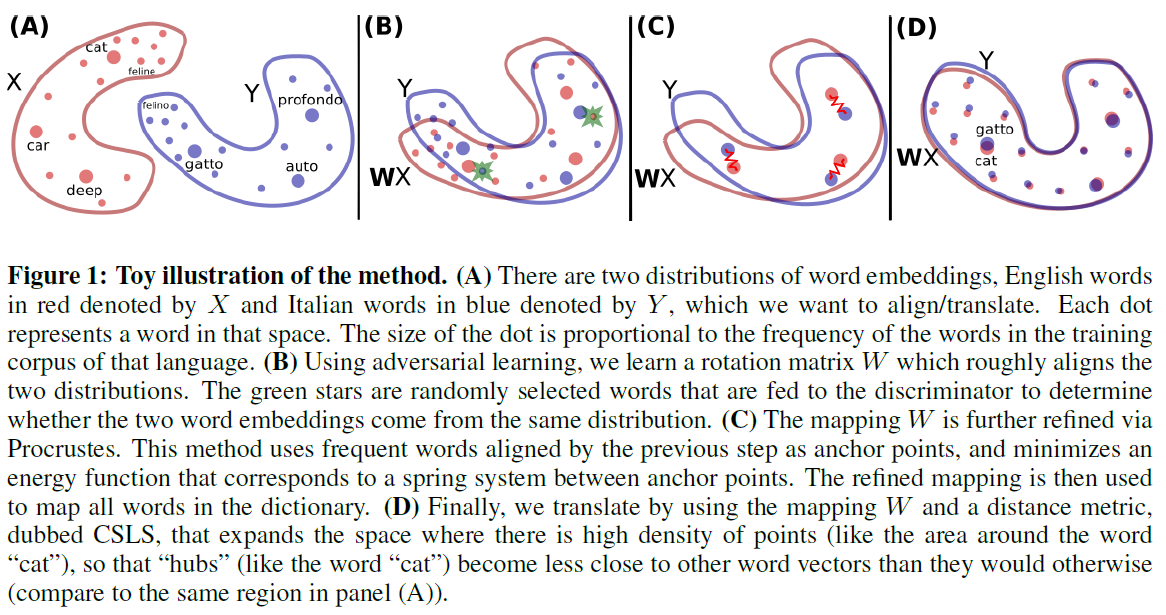 (A)
cat
feline
X
car
deep
felino
Y
profondo
gatto
auto
(B)
Y
WX
(C)
Y
WX
(D)
Y
gatto
cat
WX
Figure 1: Toy illustration of the method. (A) There are two distributions of word embeddings, English words
in red denoted by X and Italian words in blue denoted by Y, which we want to align/translate. Each dot
represents a word in that space. The size of the dot is proportional to the frequency of the words in the training
corpus of that language. (B) Using adversarial learning, we learn a rotation matrix W which roughly aligns the
two distributions. The green stars are randomly selected words that are fed to the discriminator to determine
whether the two word embeddings come from the same distribution. (C) The mapping W is further refined via
Procrustes. This method uses frequent words aligned by the previous step as anchor points, and minimizes an
energy function that corresponds to a spring system between anchor points. The refined mapping is then used
to map all words in the dictionary. (D) Finally, we translate by using the mapping W and a distance metric,
dubbed CSLS, that expands the space where there is high density of points (like the area around the word
“cat”), so that “hubs” (like the word “cat”) become less close to other word vectors than they would otherwise
(compare to the same region in panel (A)).